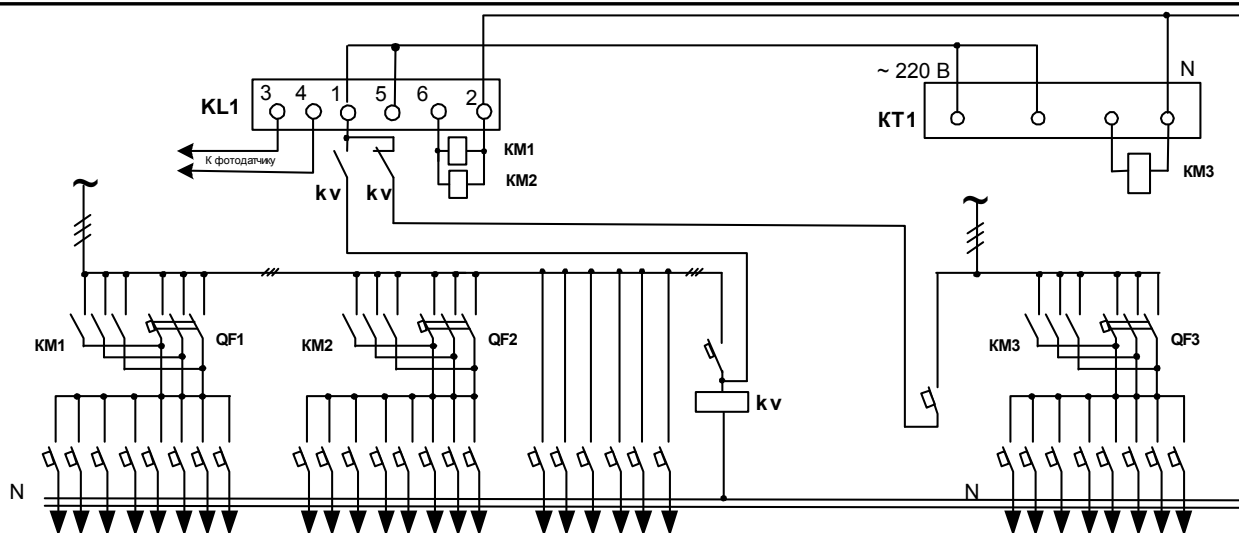 ~ 220 В
N
KL1
3 4 1 5 6 2
КТ1
К фотодатчику
KM1
KM2
KM3
kv kv
KM1
QF1
KM2
QF2
kv
KM3
QF3
N
N